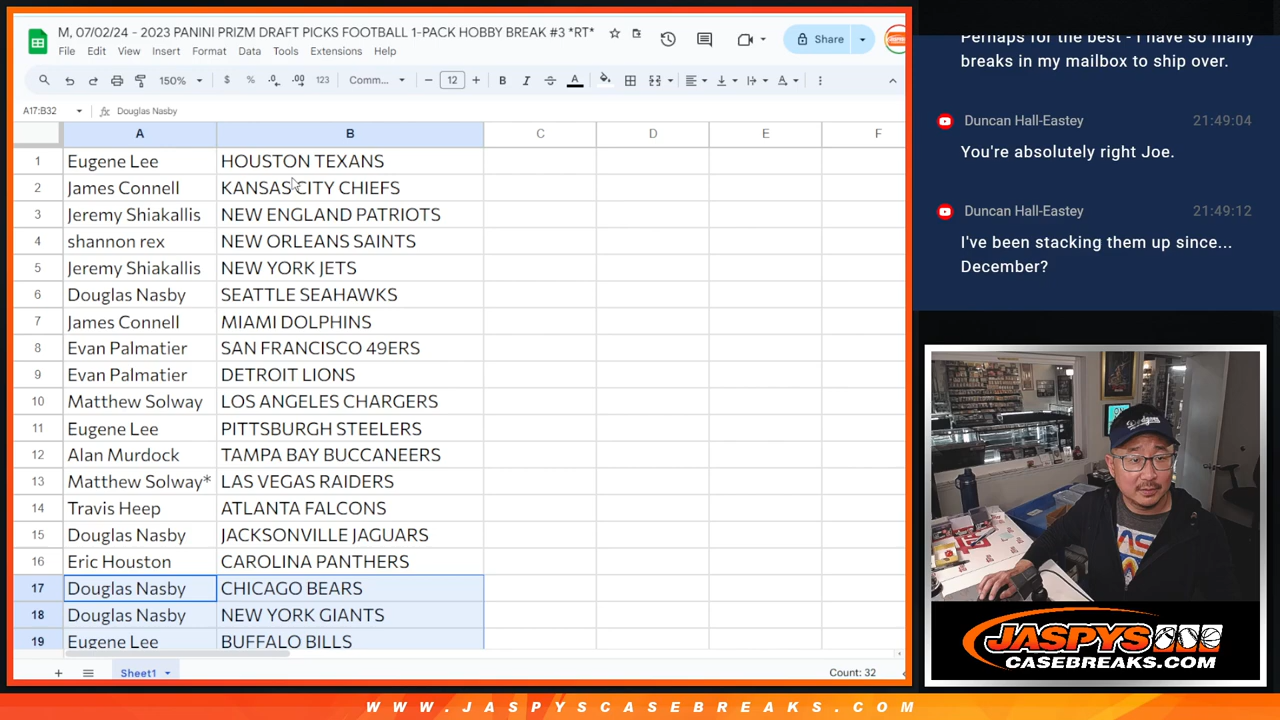 M, 07/02/24 - 2023 PANINI PRIZM DRAFT PICKS FOOTBALL 1-PACK HOBBY BREAK #3 *RT*
File Edit View Insert Format Data Tools Extensions Help
Share
150% $ % .0 .00 123 Comm... 12 B I A
A17:B32 fx Douglas Nasby
A B C D E F
1 Eugene Lee HOUSTON TEXANS
2 James Connell KANSAS CITY CHIEFS
3 Jeremy Shiakallis NEW ENGLAND PATRIOTS
4 shannon rex NEW ORLEANS SAINTS
5 Jeremy Shiakallis NEW YORK JETS
6 Douglas Nasby SEATTLE SEAHAWKS
7 James Connell MIAMI DOLPHINS
8 Evan Palmatier SAN FRANCISCO 49ERS
9 Evan Palmatier DETROIT LIONS
10 Matthew Solway LOS ANGELES CHARGERS
11 Eugene Lee PITTSBURGH STEELERS
12 Alan Murdock TAMPA BAY BUCCANEERS
13 Matthew Solway* LAS VEGAS RAIDERS
14 Travis Heep ATLANTA FALCONS
15 Douglas Nasby JACKSONVILLE JAGUARS
16 Eric Houston CAROLINA PANTHERS
17 Douglas Nasby CHICAGO BEARS
18 Douglas Nasby NEW YORK GIANTS
19 Eugene Lee BUFFALO BILLS
Sheet1
Count: 32
Perhaps for the best - I have so many
breaks in my mailbox to ship over.
Duncan Hall-Eastey 21:49:04
You're absolutely right Joe.
Duncan Hall-Eastey 21:49:12
I've been stacking them up since...
December?
JASPYS
CASEBREAKS.COM
WWW.JASPYSCASEBREAKS.COM